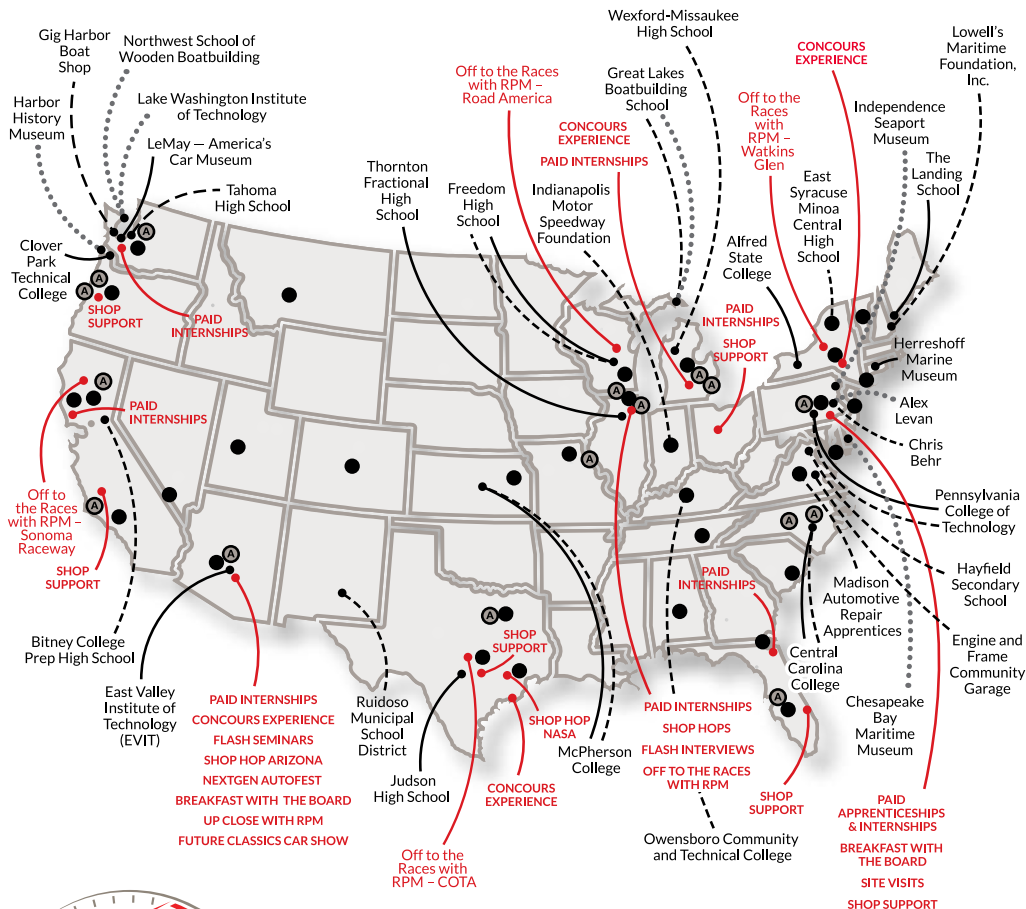 Gig Harbor
Boat
Shop
Northwest School of
Wooden Boatbuilding
Harbor
History
Museum
Lake Washington Institute
of Technology
LeMay — America's
Car Museum
Tahoma
High School
Clover
Park
Technical
College
A
A
A
SHOP
SUPPORT
PAID
INTERNSHIPS
Wexford-Missaukee
High School
Off to the Races
with RPM –
Road America
Great Lakes
Boatbuilding
School
CONCOURS
EXPERIENCE
PAID INTERNSHIPS
Thornton
Fractional
High
School
Freedom
High
School
Indianapolis
Motor
Speedway
Foundation
CONCOURS
EXPERIENCE
Lowell's
Maritime
Foundation,
Inc.
Off to the
Races
with
RPM –
Watkins
Glen
Independence
Seaport
Museum
The
Landing
School
East
Syracuse
Minoa
Central
High
School
Alfred
State
College
PAID
INTERNSHIPS
SHOP
SUPPORT
Herreshoff
Marine
Museum
Alex
Levan
Chris
Behr
Pennsylvania
College of
Technology
Hayfield
Secondary
School
Engine and
Frame
Community
Garage
Madison
Automotive
Repair
Apprentices
Central
Carolina
College
Chesapeake
Bay
Maritime
Museum
A
A
A
A
A
A
A
A
A
A
A
A
A
A
PAID
INTERNSHIPS
Off to
the Races
with RPM –
Sonoma
Raceway
SHOP
SUPPORT
Bitney College
Prep High School
East Valley
Institute of
Technology
(EVIT)
PAID INTERNSHIPS
CONCOURS EXPERIENCE
FLASH SEMINARS
SHOP HOP ARIZONA
NEXTGEN AUTOFEST
BREAKFAST WITH THE BOARD
UP CLOSE WITH RPM
FUTURE CLASSICS CAR SHOW
Ruidoso
Municipal
School
District
Judson
High School
SHOP
SUPPORT
SHOP HOP
NASA
CONCOURS
EXPERIENCE
Off to the
Races with
RPM – COTA
McPherson
College
PAID INTERNSHIPS
SHOP HOPS
FLASH INTERVIEWS
OFF TO THE RACES
WITH RPM
Owensboro Community
and Technical College
PAID
INTERNSHIPS
SHOP
SUPPORT
PAID
APPRENTICESHIPS
& INTERNSHIPS
BREAKFAST WITH
THE BOARD
SITE VISITS
SHOP SUPPORT